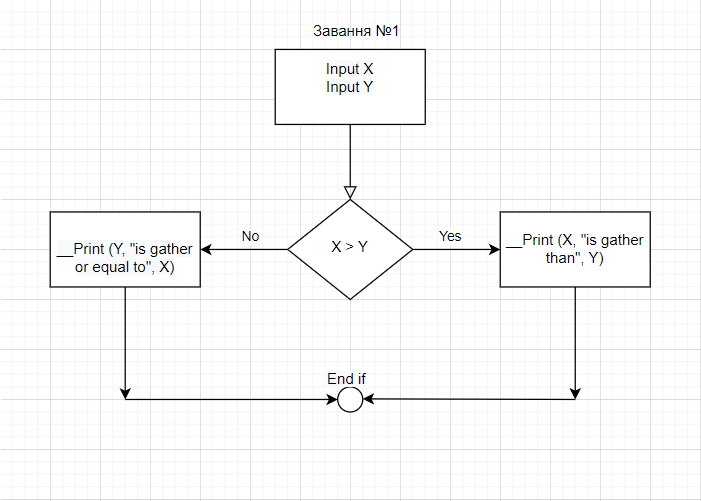 Завання №1
Input X
Input Y
No
X > Y
Yes
__Print (Y, "is gather
or equal to", X)
__Print (X, "is gather
than", Y)
End if